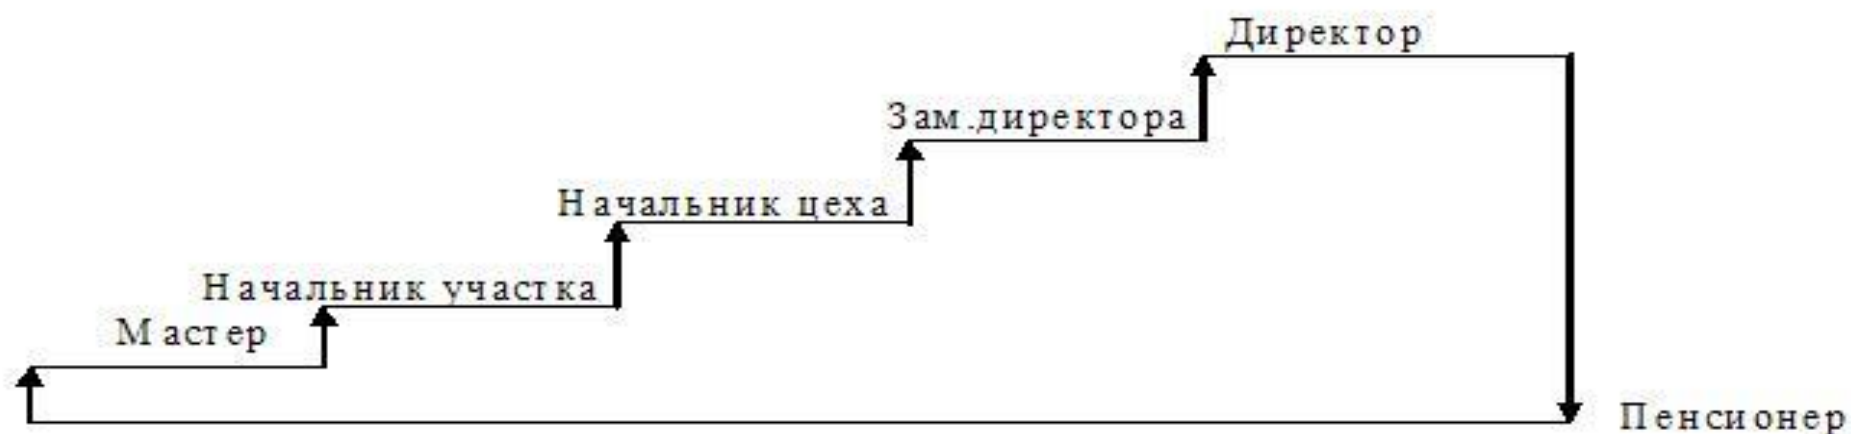 Директор
Зам.директора
Начальник цеха
Начальник участка
Мастер
Пенсионер